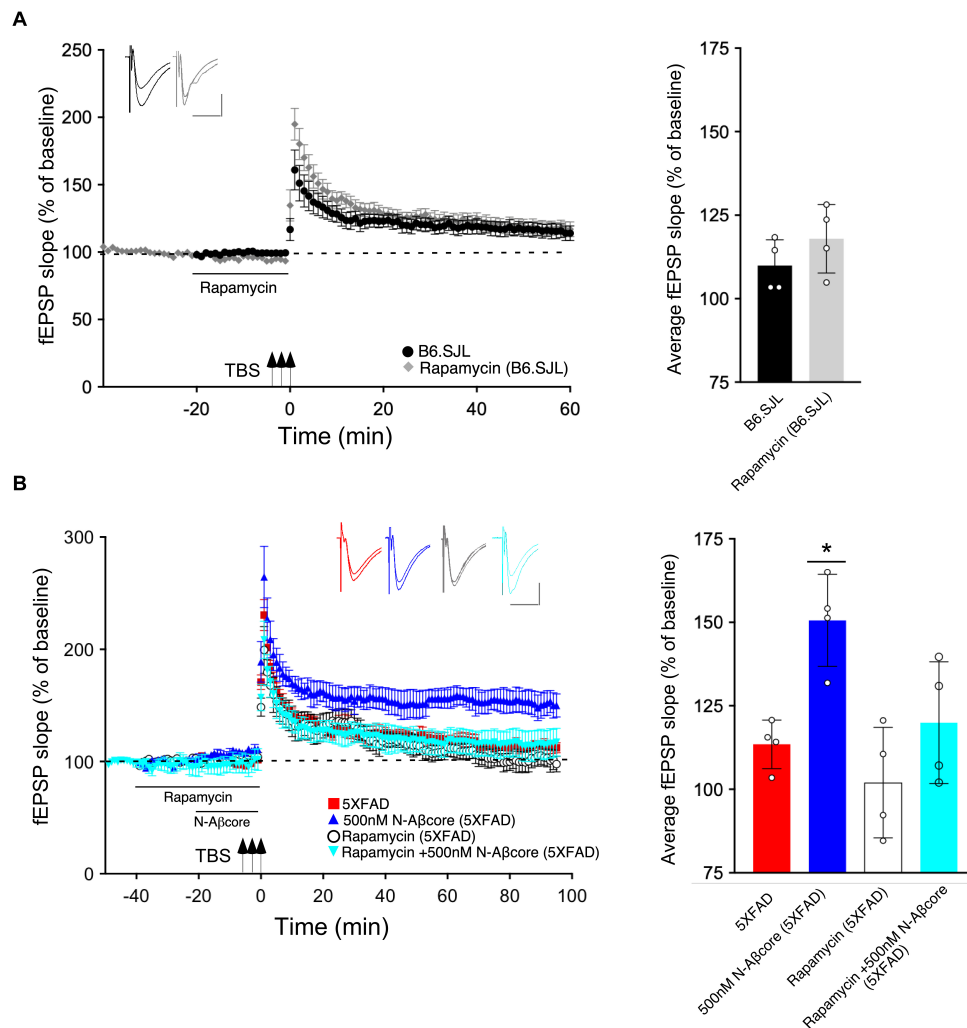 A
fEPSP slope (% of baseline)
250
200
150
100
50
0
Rapamycin
TBS
B6.SJL
Rapamycin (B6.SJL)
-20
0
20
40
60
Time (min)
Average fEPSP slope (% of baseline)
175
150
125
100
75
B6.SJL
Rapamycin (B6.SJL)
B
fEPSP slope (% of baseline)
300
200
100
0
Rapamycin
N-Aβcore
TBS
5XFAD
500nM N-Aβcore (5XFAD)
Rapamycin (5XFAD)
Rapamycin +500nM N-Aβcore (5XFAD)
-40
-20
0
20
40
60
80
100
Time (min)
Average fEPSP slope (% of baseline)
175
150
125
100
75
*
5XFAD
500nM N-Aβcore (5XFAD)
Rapamycin (5XFAD)
Rapamycin +500nM N-Aβcore
(5XFAD)